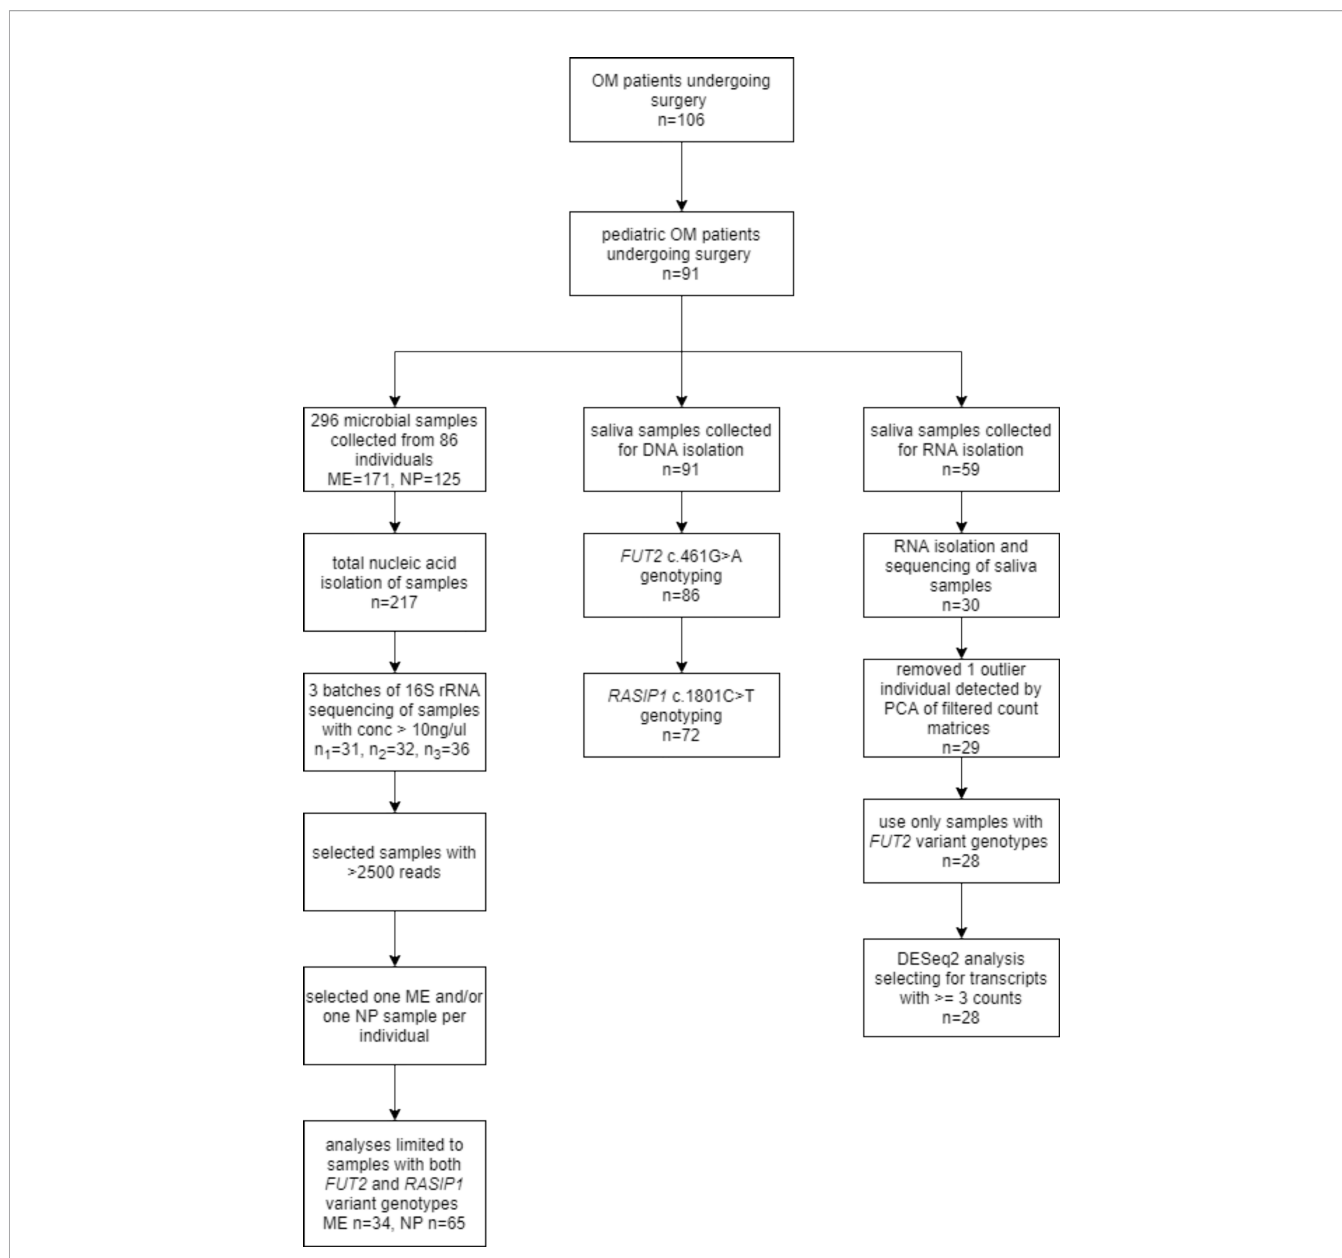 OM patients undergoing
surgery
n=106
pediatric OM patients
undergoing surgery
n=91
296 microbial samples
collected from 86
individuals
ME=171, NP=125
total nucleic acid
isolation of samples
n=217
3 batches of 16S rRNA
sequencing of samples
with conc > 10ng/ul
n₁=31, n₂=32, n₃=36
selected samples with
>2500 reads
selected one ME and/or
one NP sample per
individual
analyses limited to
samples with both
FUT2 and RASIP1
variant genotypes
ME n=34, NP n=65
saliva samples collected
for DNA isolation
n=91
FUT2 c.461G>A
genotyping
n=86
RASIP1 c.1801C>T
genotyping
n=72
saliva samples collected
for RNA isolation
n=59
RNA isolation and
sequencing of saliva
samples
n=30
removed 1 outlier
individual detected by
PCA of filtered count
matrices
n=29
use only samples with
FUT2 variant genotypes
n=28
DESeq2 analysis
selecting for transcripts
with >= 3 counts
n=28